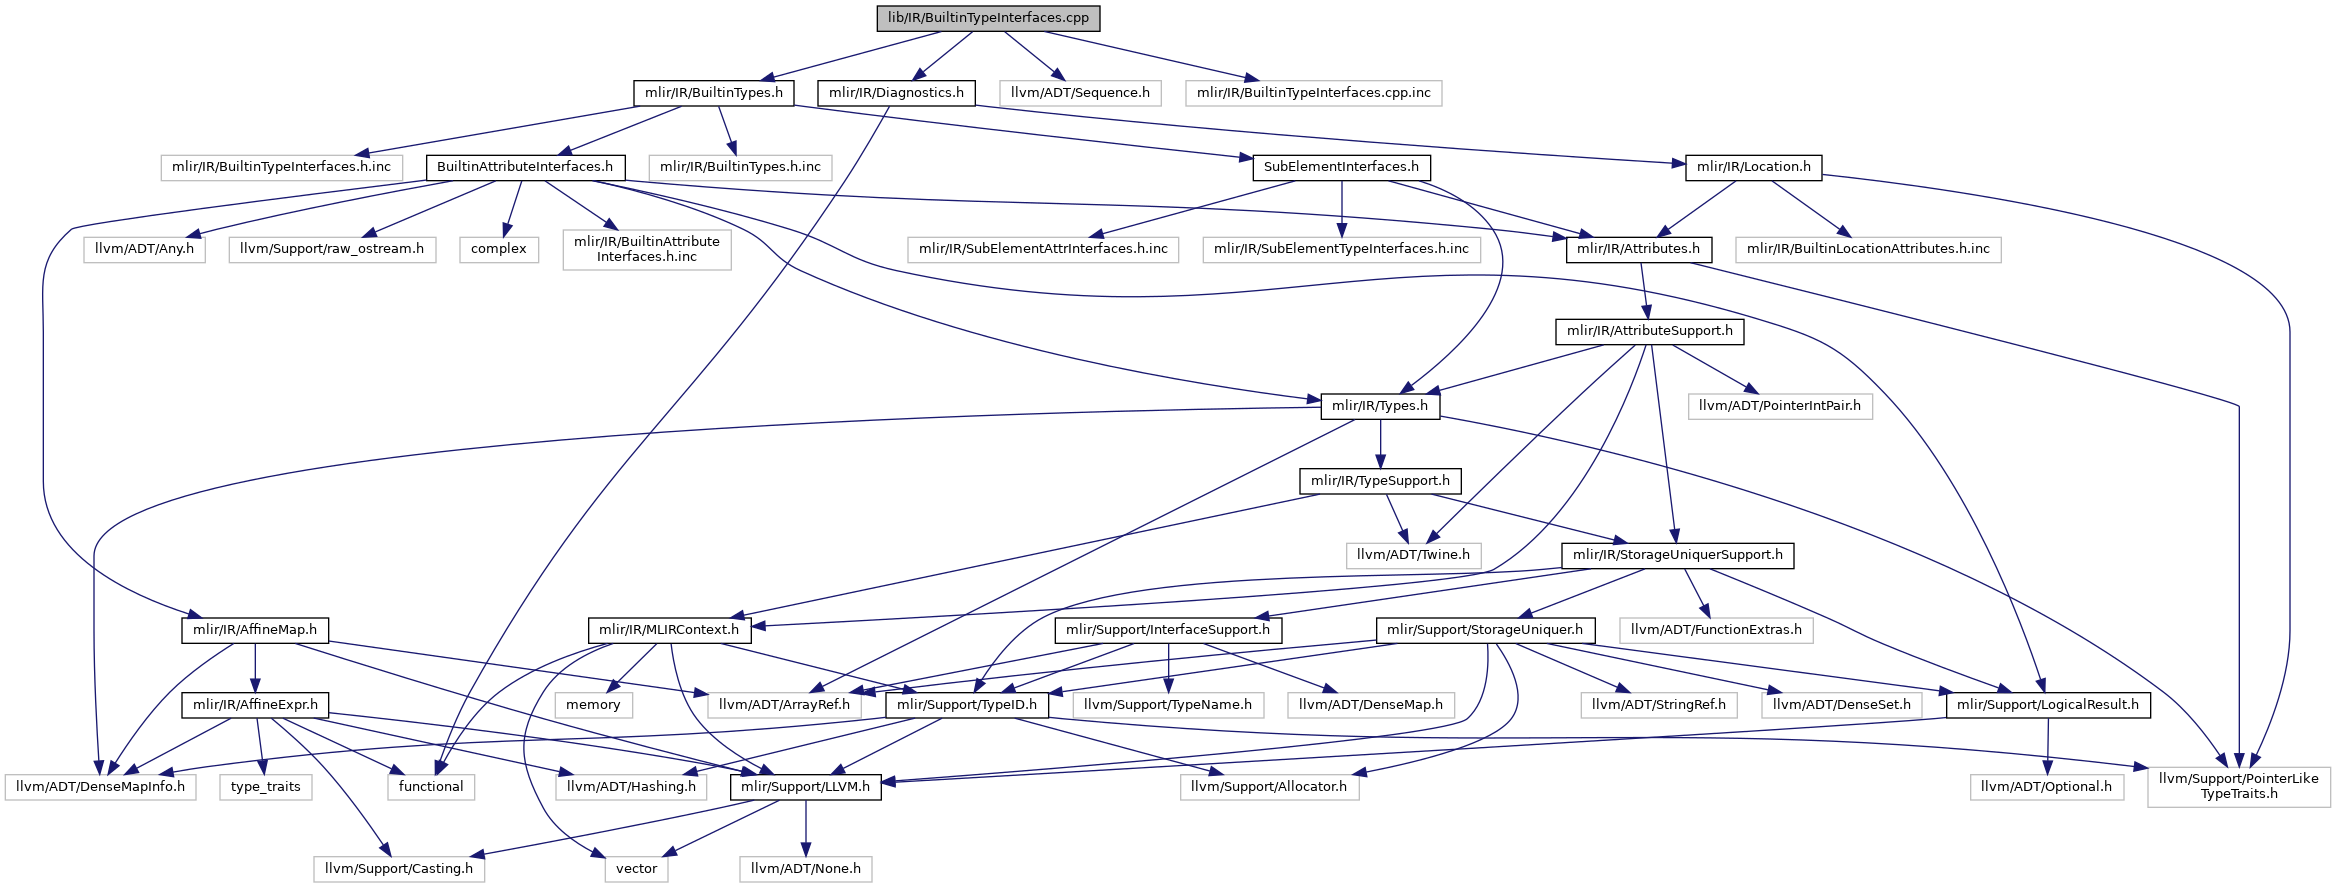 lib/IR/BuiltinTypeInterfaces.cpp
mlir/IR/BuiltinTypes.h
mlir/IR/Diagnostics.h
llvm/ADT/Sequence.h
mlir/IR/BuiltinTypeInterfaces.cpp.inc
mlir/IR/BuiltinTypeInterfaces.h.inc
BuiltinAttributeInterfaces.h
mlir/IR/BuiltinTypes.h.inc
SubElementInterfaces.h
mlir/IR/Location.h
llvm/ADT/Any.h
llvm/Support/raw_ostream.h
complex
mlir/IR/BuiltinAttribute
Interfaces.h.inc
mlir/IR/SubElementAttrInterfaces.h.inc
mlir/IR/SubElementTypeInterfaces.h.inc
mlir/IR/Attributes.h
mlir/IR/BuiltinLocationAttributes.h.inc
mlir/IR/AttributeSupport.h
mlir/IR/Types.h
llvm/ADT/PointerIntPair.h
mlir/IR/TypeSupport.h
llvm/ADT/Twine.h
mlir/IR/StorageUniquerSupport.h
mlir/IR/AffineMap.h
mlir/IR/MLIRContext.h
mlir/Support/InterfaceSupport.h
mlir/Support/StorageUniquer.h
llvm/ADT/FunctionExtras.h
mlir/IR/AffineExpr.h
memory
llvm/ADT/ArrayRef.h
mlir/Support/TypeID.h
llvm/Support/TypeName.h
llvm/ADT/DenseMap.h
llvm/ADT/StringRef.h
llvm/ADT/DenseSet.h
mlir/Support/LogicalResult.h
llvm/ADT/DenseMapInfo.h
type_traits
functional
llvm/ADT/Hashing.h
mlir/Support/LLVM.h
llvm/Support/Allocator.h
llvm/ADT/Optional.h
llvm/Support/PointerLike
TypeTraits.h
llvm/Support/Casting.h
vector
llvm/ADT/None.h